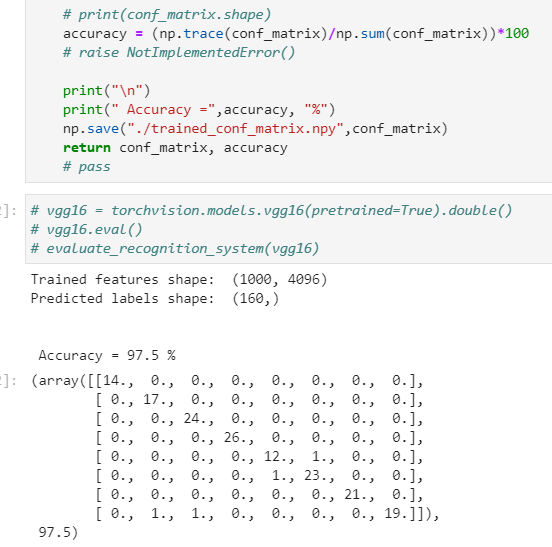 # print(conf_matrix.shape)
accuracy = (np.trace(conf_matrix)/np.sum(conf_matrix))*100
# raise NotImplementedError()
print("\n")
print(" Accuracy =",accuracy, "%")
np.save("./trained_conf_matrix.npy",conf_matrix)
return conf_matrix, accuracy
# pass
]: # vgg16 = torchvision.models.vgg16(pretrained=True).double()
# vgg16.eval()
# evaluate_recognition_system(vgg16)
Trained features shape:  (1000, 4096)
Predicted labels shape:  (160,)
Accuracy = 97.5 %
]: (array([[14.,  0.,  0.,  0.,  0.,  0.,  0.,  0.],
[ 0., 17.,  0.,  0.,  0.,  0.,  0.,  0.],
[ 0.,  0., 24.,  0.,  0.,  0.,  0.,  0.],
[ 0.,  0.,  0., 26.,  0.,  0.,  0.,  0.],
[ 0.,  0.,  0.,  0., 12.,  1.,  0.,  0.],
[ 0.,  0.,  0.,  0.,  1., 23.,  0.,  0.],
[ 0.,  0.,  0.,  0.,  0.,  0., 21.,  0.],
[ 0.,  1.,  1.,  0.,  0.,  0.,  0., 19.]]),
97.5)